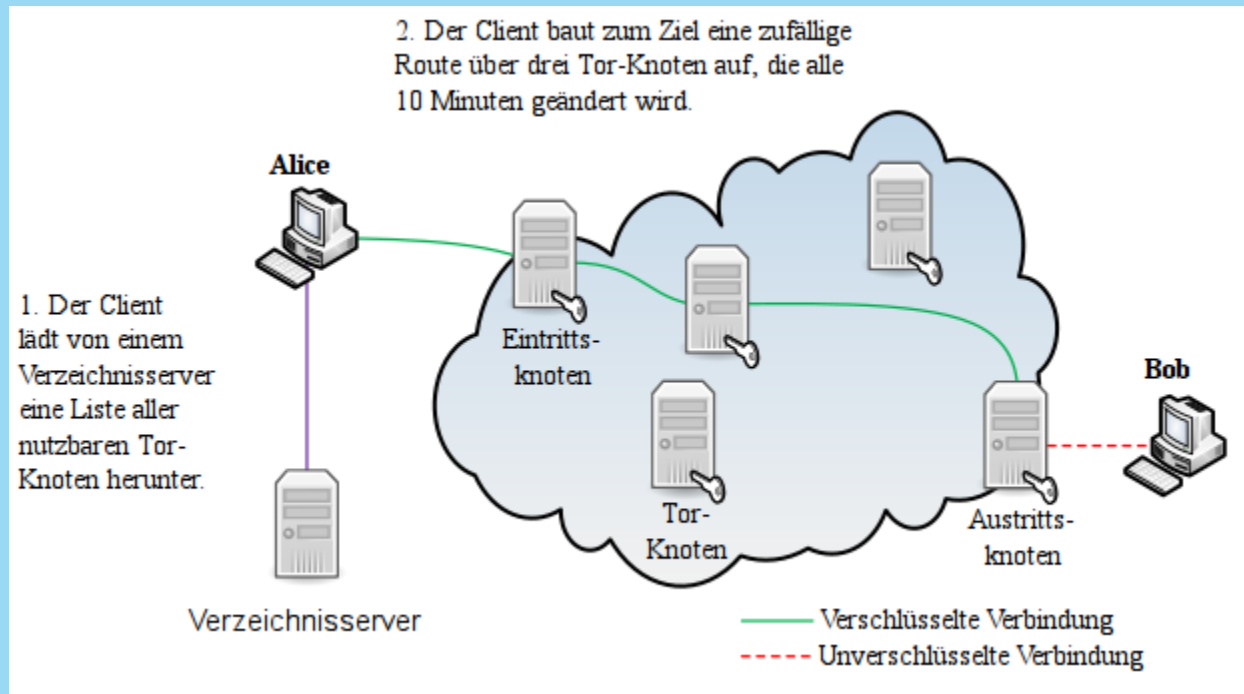 2. Der Client baut zum Ziel eine zufällige
Route über drei Tor-Knoten auf, die alle
10 Minuten geändert wird.
Alice
1. Der Client
lädt von einem
Verzeichnisserver
eine Liste aller
nutzbaren Tor-
Knoten herunter.
Eintritts-
knoten
Bob
Tor-
Knoten
Austritts-
knoten
Verzeichnisserver
Verschlüsselte Verbindung
Unverschlüsselte Verbindung